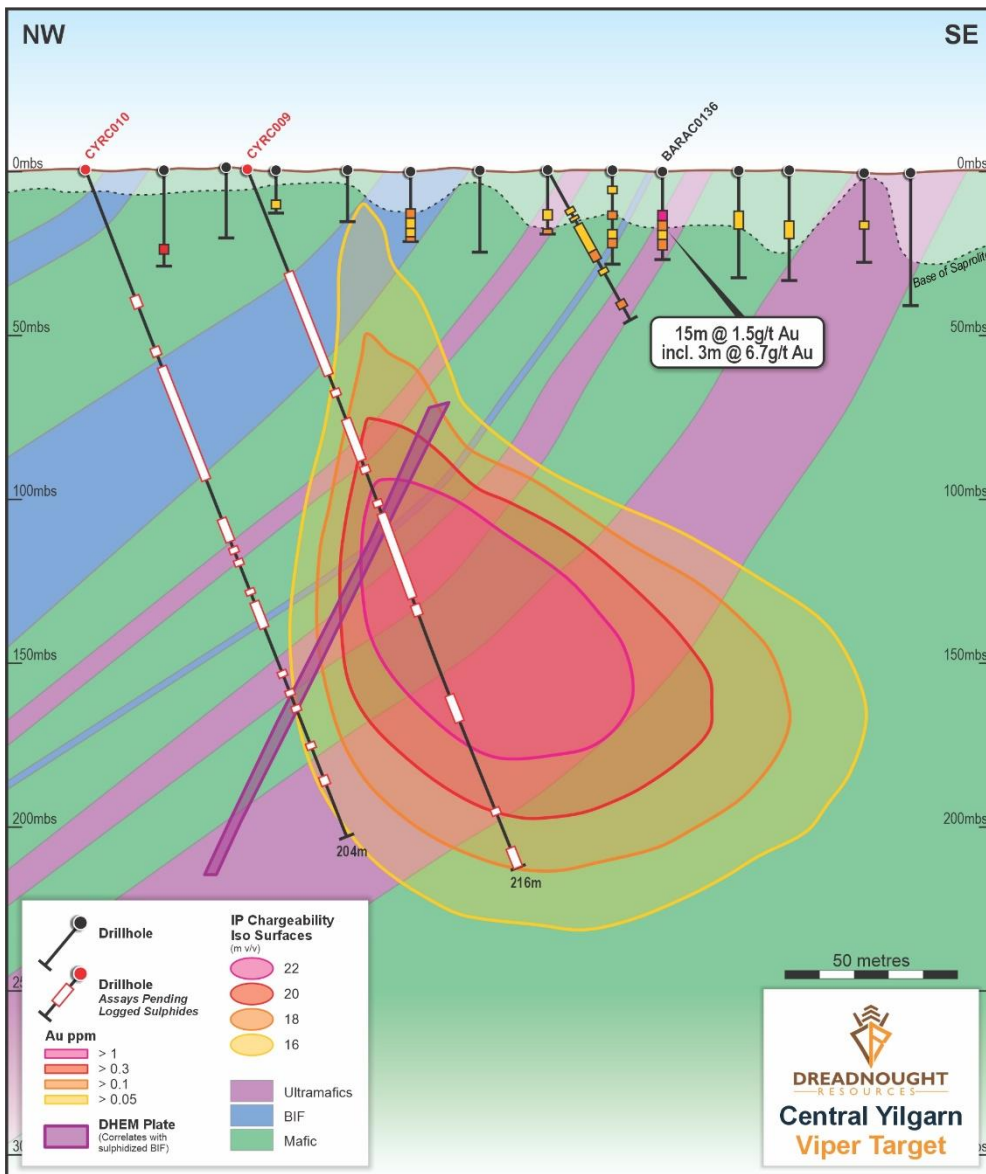 NW
SE
CYRC010
CYRC009
BARAC0136
0mbs
0mbs
Base of Saprolite
50mbs
50mbs
15m @ 1.5g/t Au
incl. 3m @ 6.7g/t Au
100mbs
100mbs
150mbs
150mbs
200mbs
200mbs
204m
216m
Drillhole
Drillhole
Assays Pending
Logged Sulphides
Au ppm
> 1
> 0.3
> 0.1
> 0.05
DHEM Plate
(Correlates with
sulphidized BIF)
IP Chargeability
Iso Surfaces
(m v/v)
22
20
18
16
Ultramafics
BIF
Mafic
50 metres
DREADNOUGHT
RESOURCES
Central Yilgarn
Viper Target